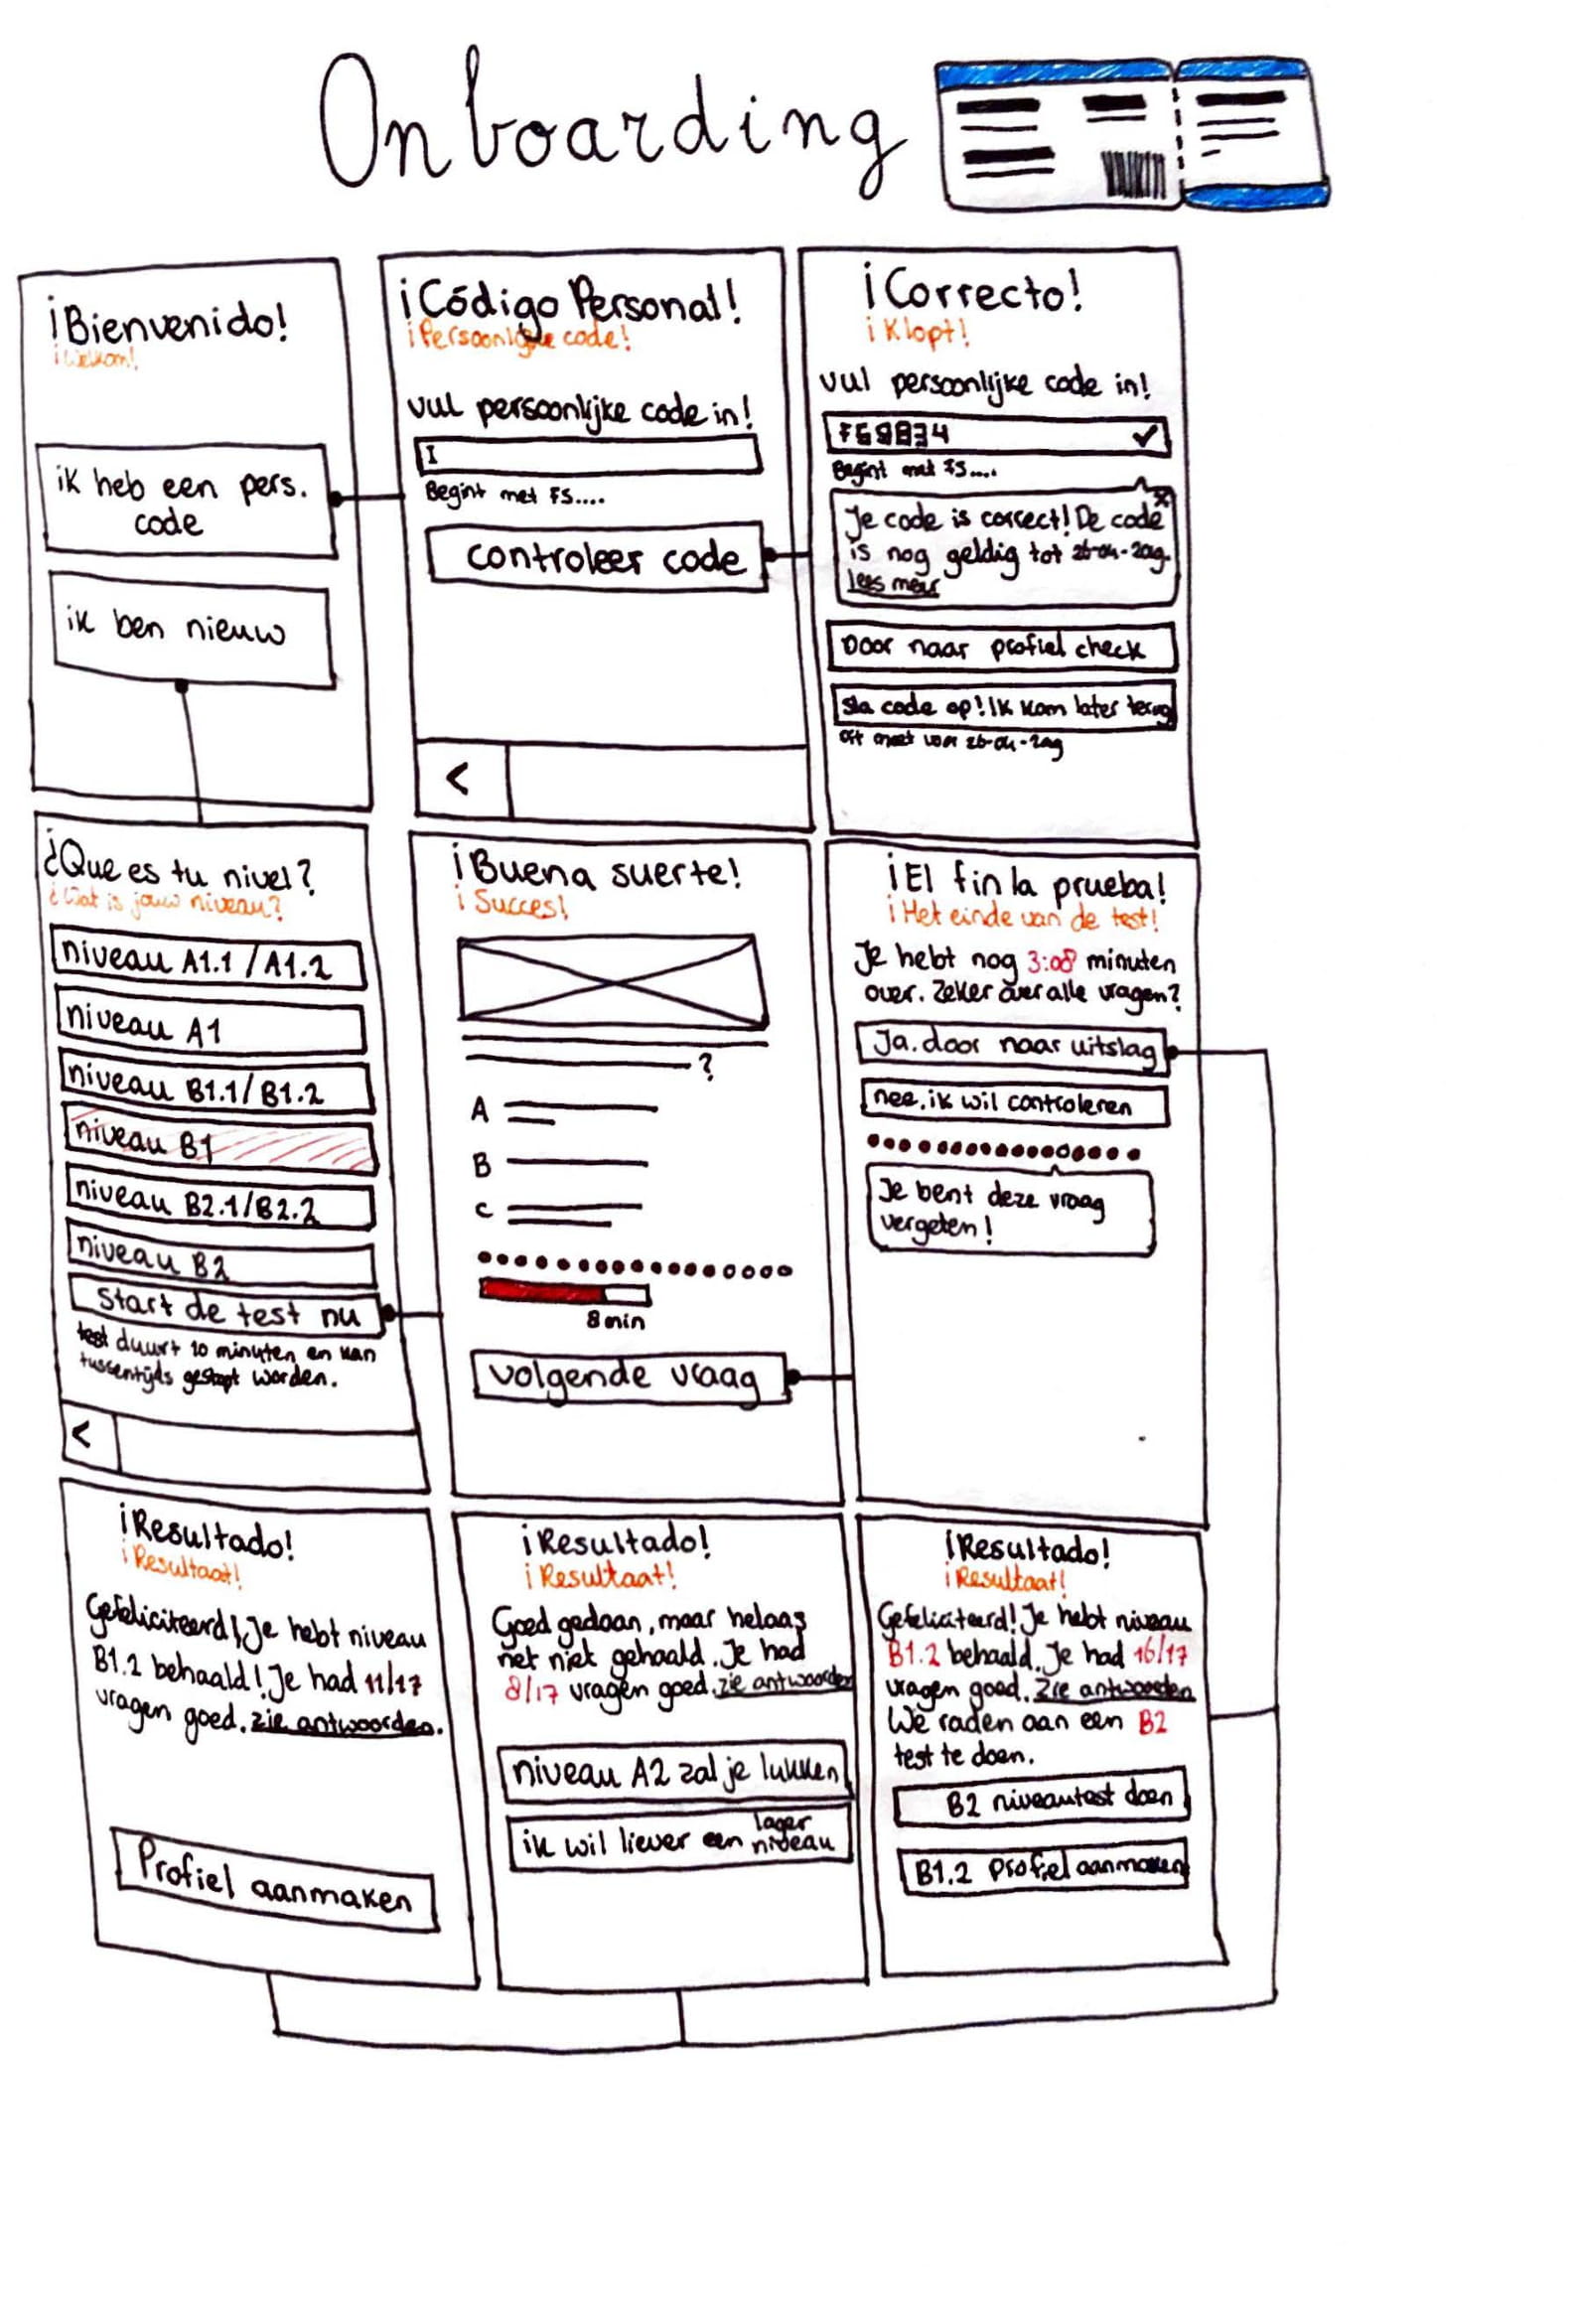 Onboarding
¡Bienvenido!
¡Welkom!
ik heb een pers.
code
ik ben nieuw
¡Código Personal!
¡Persoonlijke code!
vul persoonlijke code in!
I
Begint met FS....
controleer code
<
¡Correcto!
¡Klopt!
vul persoonlijke code in!
✓
Begint met FS....
x
Je code is correct! De code
is nog geldig tot 26-04-
lees meer
Door naar profiel check
Sla code op! Ik kom later terug
26-04-
¿Que es tu nivel?
¿Wat is jouw niveau?
niveau A1.1 / A1.2
niveau A1
niveau B1.1/B1.2
niveau B1
niveau B2.1/B2.2
niveau B2
Start de test nu
test duurt 10 minuten en kan
tussentijds gestopt worden.
<
¡Buena suerte!
¡Succes!
?
A
B
C
8 min
volgende vraag
¡El fin la prueba!
¡Het einde van de test!
Je hebt nog 3:08 minuten
over. Zeker over alle vragen?
Ja. door naar uitslag
nee, ik wil controleren
Je bent deze vraag
vergeten!
¡Resultado!
¡Resultaat!
Gefeliciteerd! Je hebt niveau
B1.2 behaald! Je had 11/17
vragen goed. zie antwoorden.
Profiel aanmaken
¡Resultado!
¡Resultaat!
Goed gedaan, maar helaas
net niet gehaald. Je had
8/17 vragen goed. zie antwoorden
niveau A2 zal je lukken
ik wil liever een lager niveau
¡Resultado!
¡Resultaat!
Gefeliciteerd! Je hebt niveau
B1.2 behaald. Je had 16/17
vragen goed. Zie antwoorden
We raden aan een B2
test te doen.
B2 niveautest doen
B1.2 Profiel aanmaken